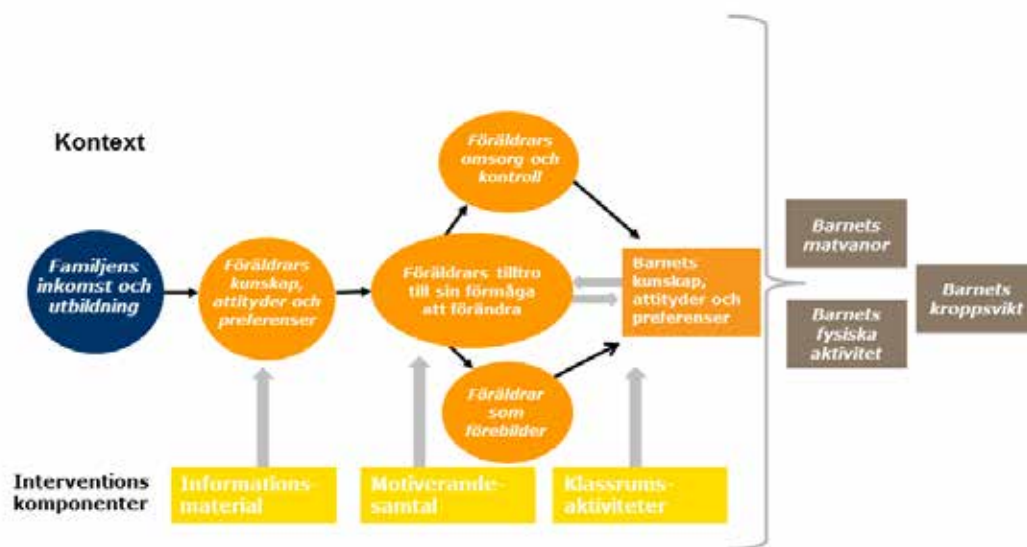 Kontext
Föräldrars
omsorg och
kontroll
Familjens
inkomst och
utbildning
Föräldrars
kunskap,
attityder och
preferenser
Föräldrars tilltro
till sin förmåga
att förändra
Barnets
kunskap,
attityder och
preferenser
Föräldrar
som
förebilder
Barnets
matvanor
Barnets
fysiska
aktivitet
Barnets
kroppsvikt
Interventions
komponenter
Informations-
material
Motiverande-
samtal
Klassrums-
aktiviteter